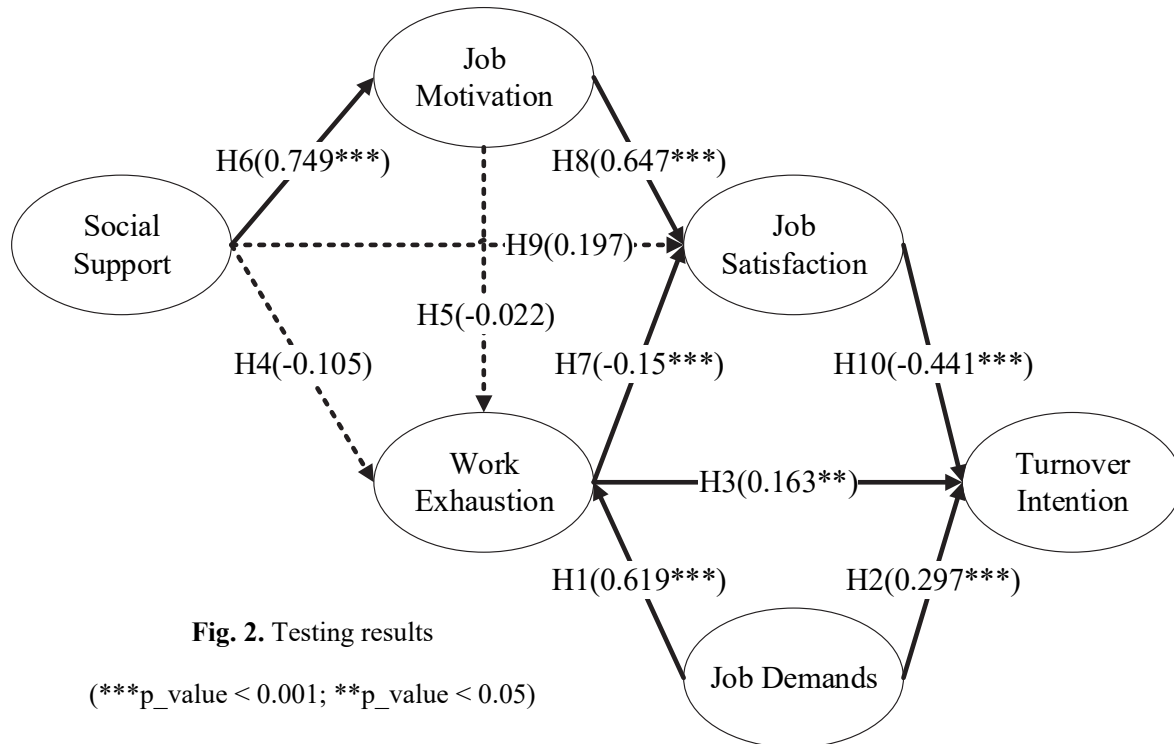 Job
Motivation
H6(0.749***)
H8(0.647***)
Social
Support
Job
Satisfaction
H9(0.197)
H5(-0.022)
H4(-0.105)
H7(-0.15***)
H10(-0.441***)
Work
Exhaustion
H3(0.163**)
Turnover
Intention
H1(0.619***)
H2(0.297***)
Fig. 2. Testing results
Job Demands
(***p_value < 0.001; **p_value < 0.05)